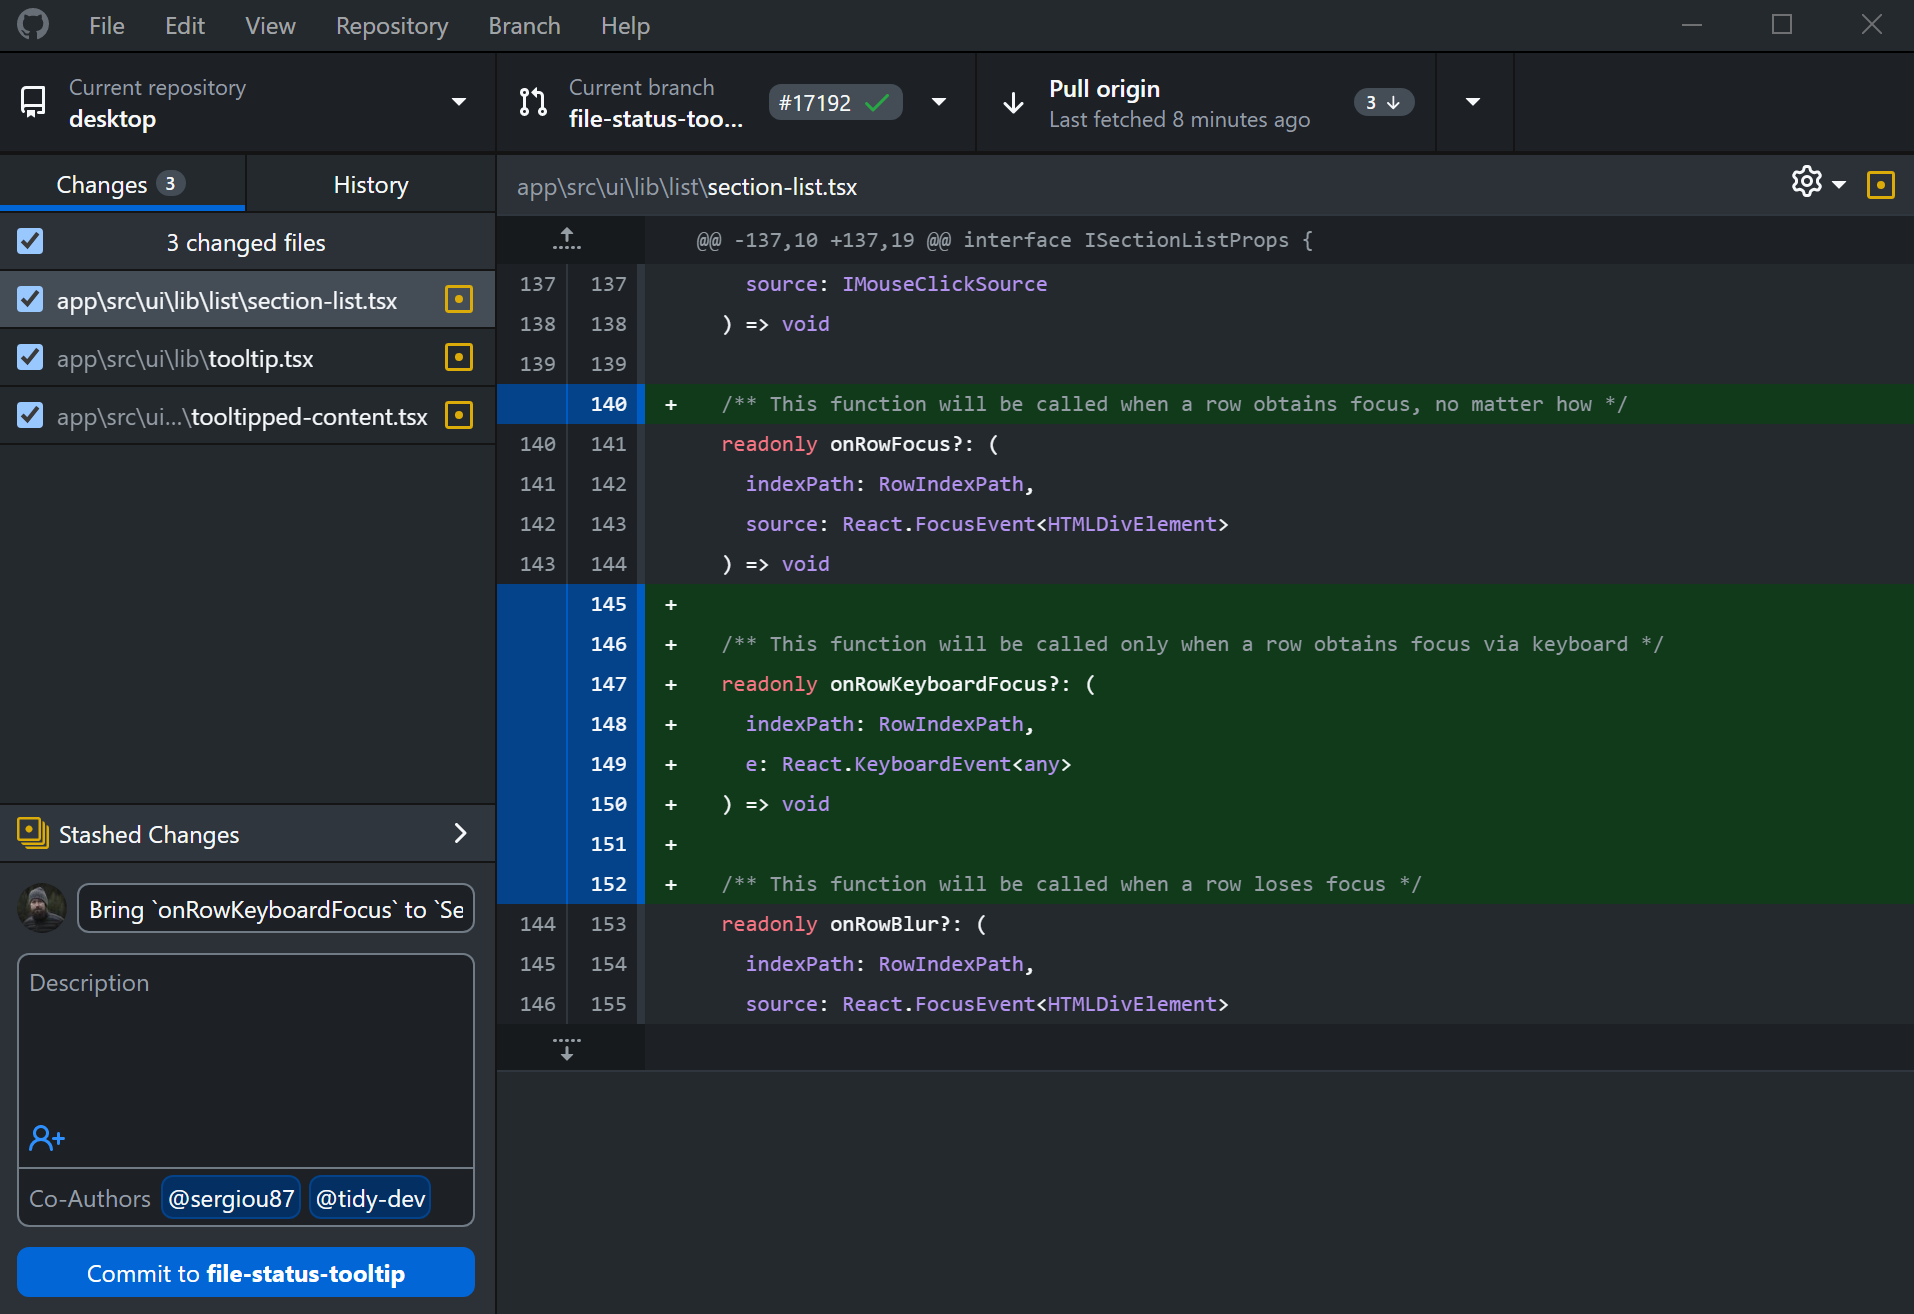 File Edit View Repository Branch Help
Current repository
desktop
Current branch
file-status-too...
#17192
Pull origin
Last fetched 8 minutes ago
3
Changes 3
History
3 changed files
app\src\ui\lib\list\section-list.tsx
app\src\ui\lib\tooltip.tsx
app\src\ui...\tooltipped-content.tsx
Stashed Changes
Bring `onRowKeyboardFocus` to `Se
Description
Co-Authors @sergiou87 @tidy-dev
Commit to file-status-tooltip
app\src\ui\lib\list\section-list.tsx
@@ -137,10 +137,19 @@ interface ISectionListProps {
137 137 source: IMouseClickSource
138 138 ) => void
139 139
140 + /** This function will be called when a row obtains focus, no matter how */
140 141 readonly onRowFocus?: (
141 142 indexPath: RowIndexPath,
142 143 source: React.FocusEvent<HTMLDivElement>
143 144 ) => void
145 +
146 + /** This function will be called only when a row obtains focus via keyboard */
147 + readonly onRowKeyboardFocus?: (
148 + indexPath: RowIndexPath,
149 + e: React.KeyboardEvent<any>
150 + ) => void
151 +
152 + /** This function will be called when a row loses focus */
144 153 readonly onRowBlur?: (
145 154 indexPath: RowIndexPath,
146 155 source: React.FocusEvent<HTMLDivElement>